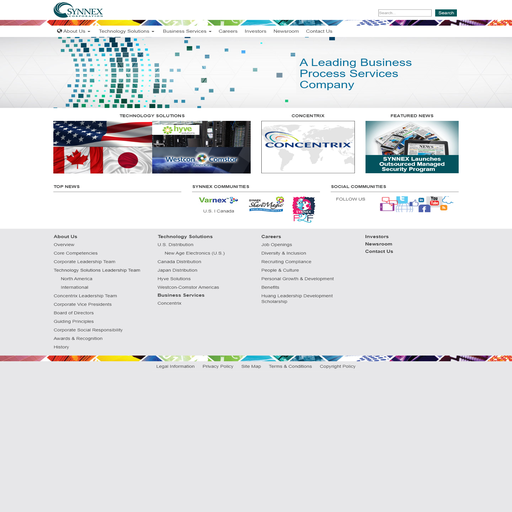 SYNNEX
CORPORATION
Search...
Search
About Us
Technology Solutions
Business Services
Careers
Investors
Newsroom
Contact Us
A Leading Business
Process Services
Company
TECHNOLOGY SOLUTIONS
CONCENTRIX
FEATURED NEWS
hyve
Westcon Comstor
CONCENTRIX
NEWS
SYNNEX Launches
Outsourced Managed
Security Program
TOP NEWS
SYNNEX COMMUNITIES
SOCIAL COMMUNITIES
Varnex
U.S. / Canada
FOLLOW US
About Us
Overview
Core Competencies
Corporate Leadership Team
Technology Solutions Leadership Team
North America
International
Concentrix Leadership Team
Corporate Vice Presidents
Board of Directors
Guiding Principles
Corporate Social Responsibility
Awards & Recognition
History
Technology Solutions
U.S. Distribution
New Age Electronics (U.S.)
Canada Distribution
Japan Distribution
Hyve Solutions
Westcon-Comstor Americas
Business Services
Concentrix
Careers
Job Openings
Diversity & Inclusion
Recruiting Compliance
People & Culture
Personal Growth & Development
Benefits
Huang Leadership Development
Scholarship
Investors
Newsroom
Contact Us
Legal Information
Privacy Policy
Site Map
Terms & Conditions
Copyright Policy